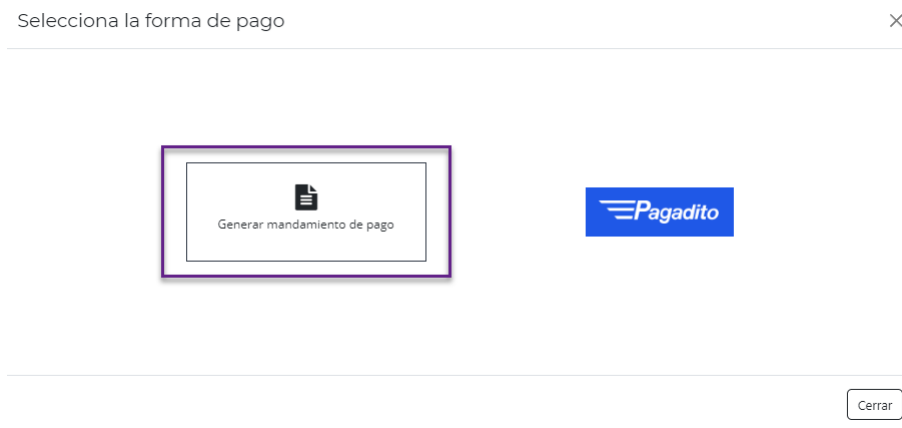 Selecciona la forma de pago
Generar mandamiento de pago
Pagadito
Cerrar